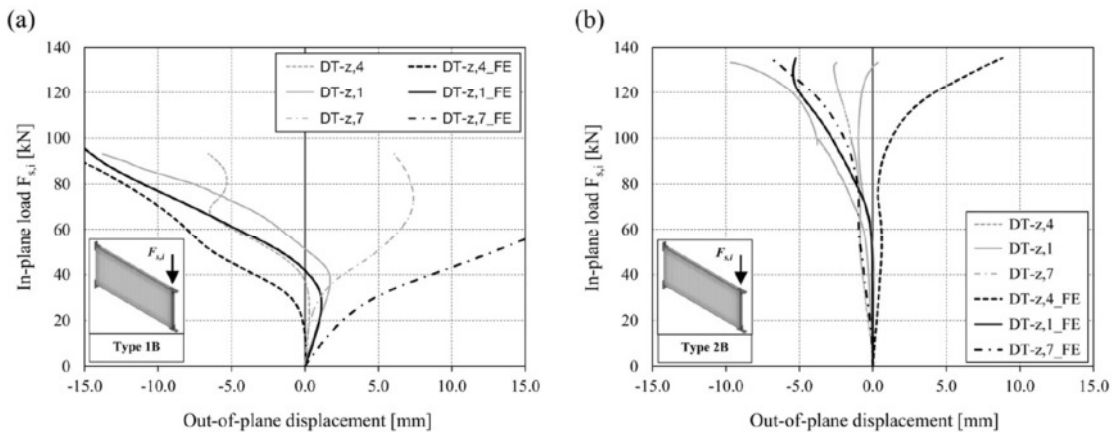 (a)
In-plane load Fs,i [kN]
140
120
100
80
60
40
20
0
DT-z,4
DT-z,1
DT-z,7
DT-z,4_FE
DT-z,1_FE
DT-z,7_FE
Fs,i
Type 1B
-15.0 -10.0 -5.0 0.0 5.0 10.0 15.0
Out-of-plane displacement [mm]
(b)
In-plane load Fs,i [kN]
140
120
100
80
60
40
20
0
DT-z,4
DT-z,1
DT-z,7
DT-z,4_FE
DT-z,1_FE
DT-z,7_FE
Fs,i
Type 2B
-15.0 -10.0 -5.0 0.0 5.0 10.0 15.0
Out-of-plane displacement [mm]